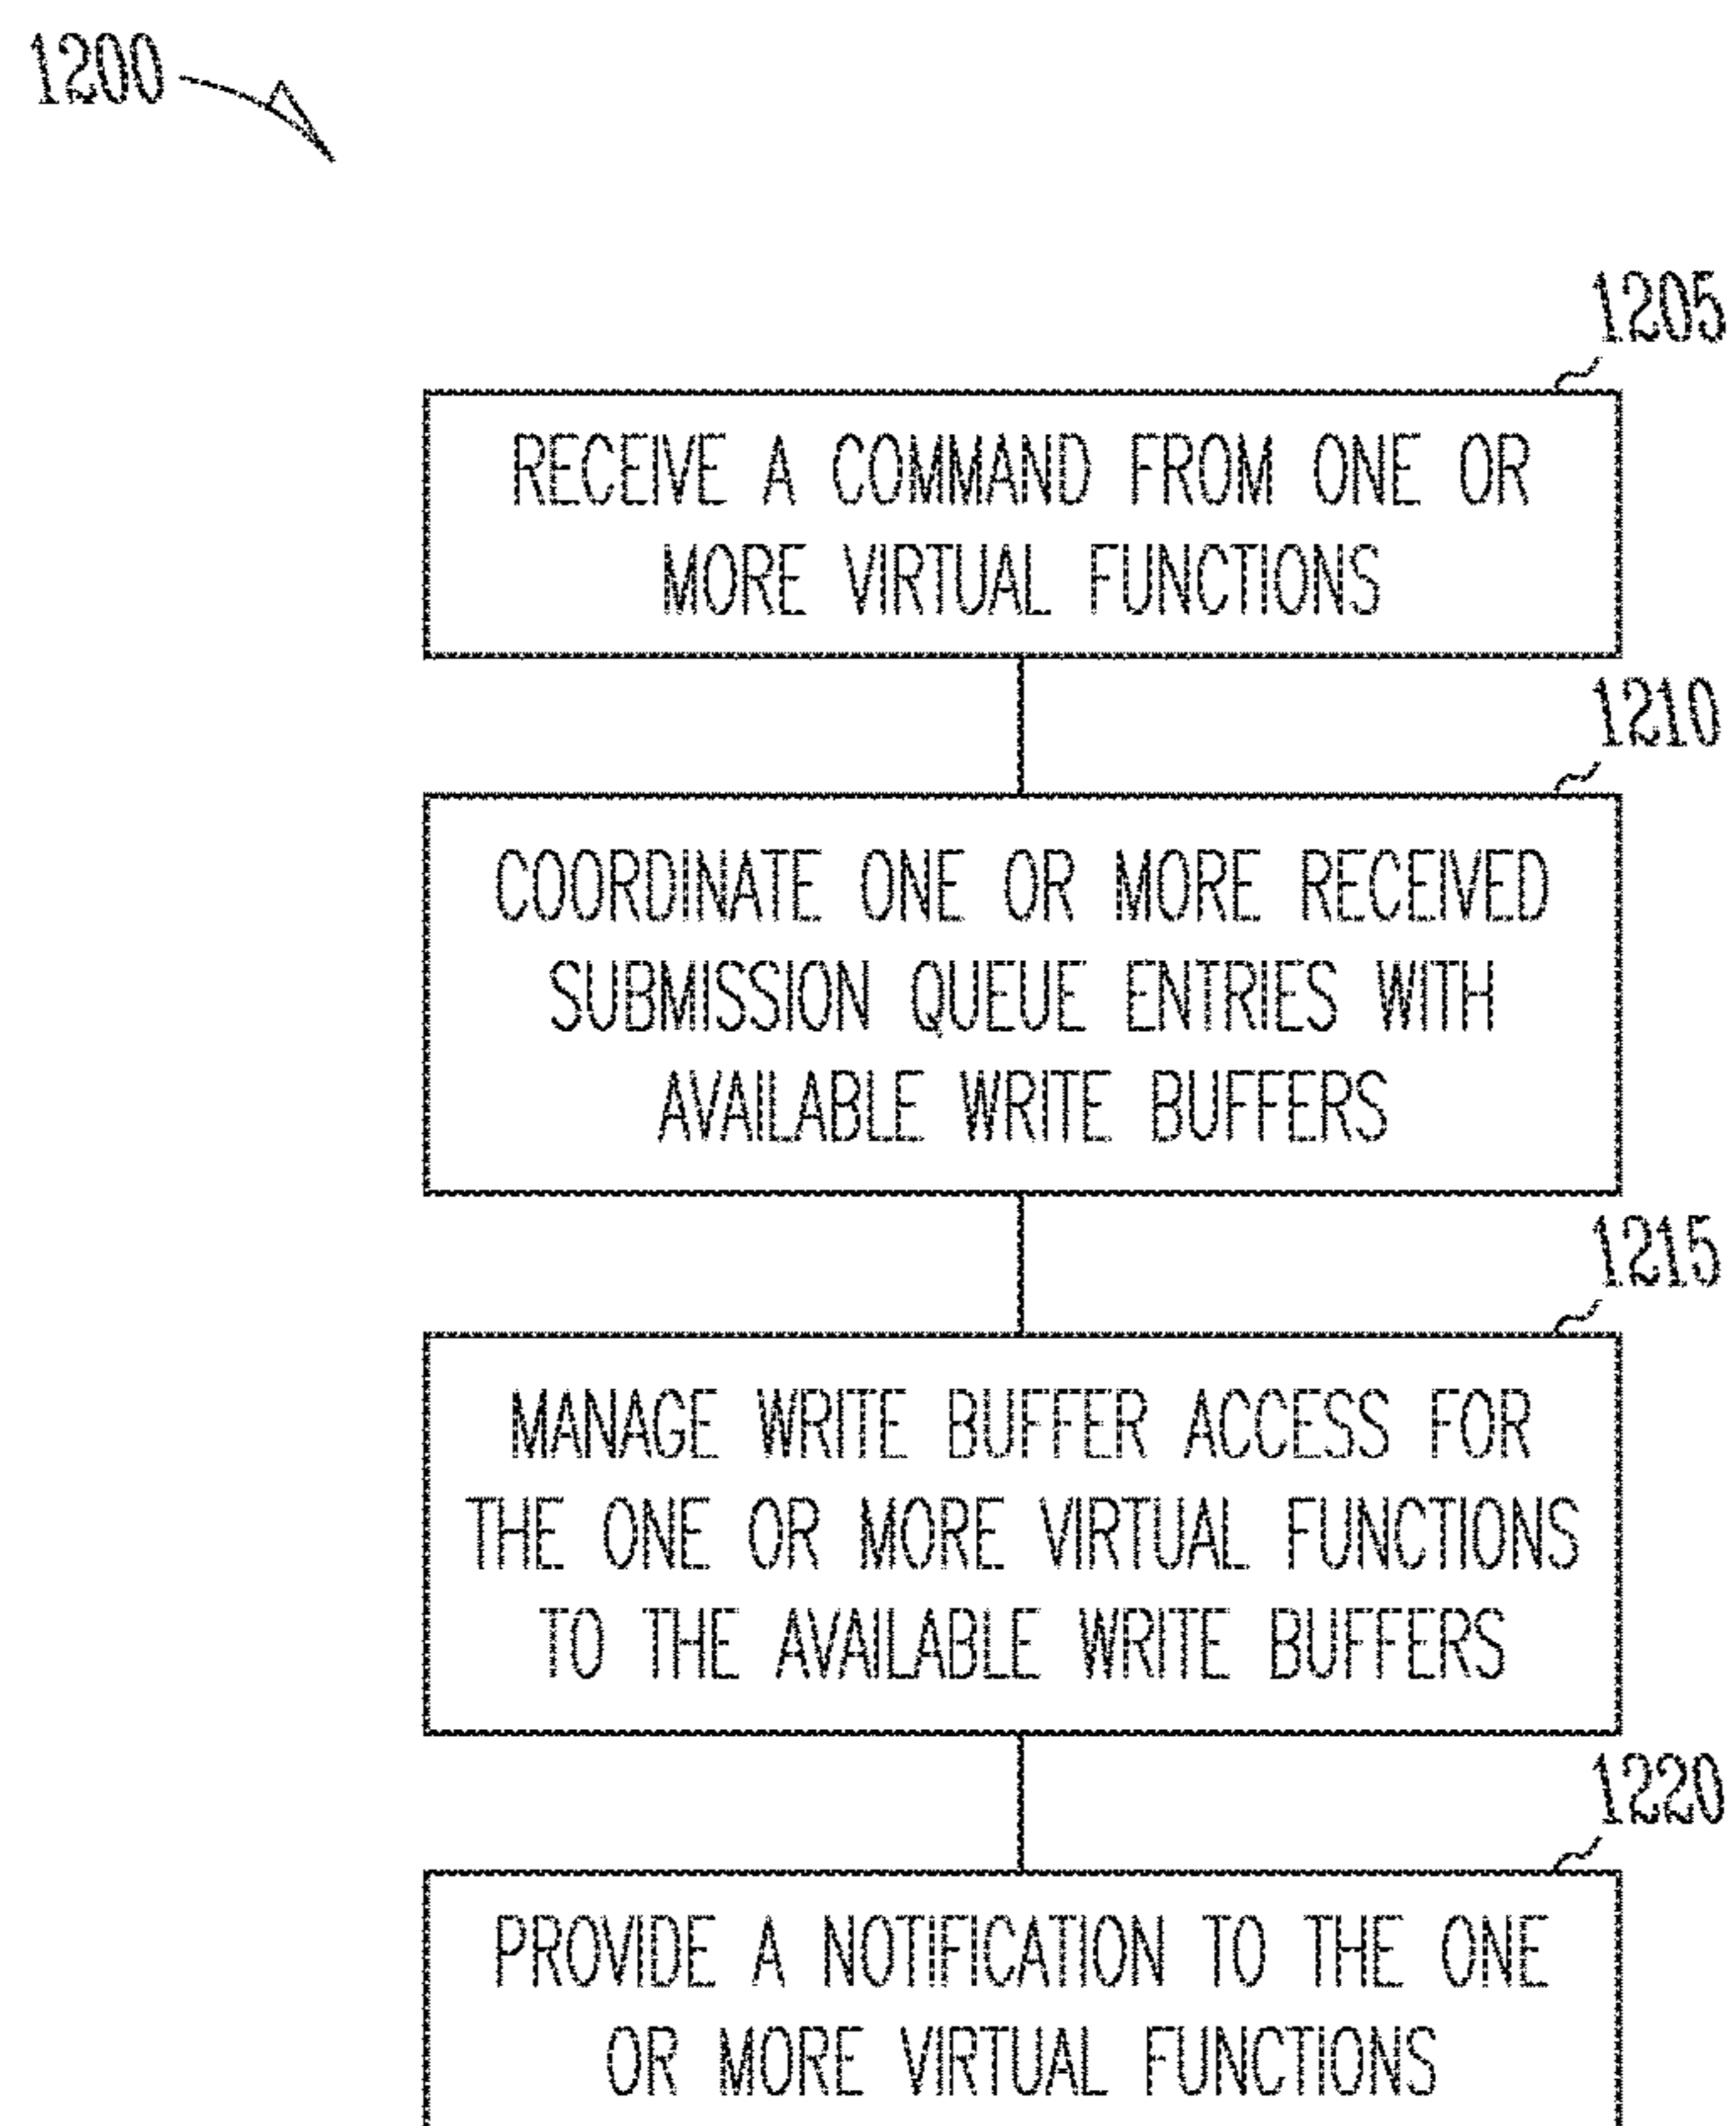 1200
1205
RECEIVE A COMMAND FROM ONE OR
MORE VIRTUAL FUNCTIONS
1210
COORDINATE ONE OR MORE RECEIVED
SUBMISSION QUEUE ENTRIES WITH
AVAILABLE WRITE BUFFERS
1215
MANAGE WRITE BUFFER ACCESS FOR
THE ONE OR MORE VIRTUAL FUNCTIONS
TO THE AVAILABLE WRITE BUFFERS
1220
PROVIDE A NOTIFICATION TO THE ONE
OR MORE VIRTUAL FUNCTIONS